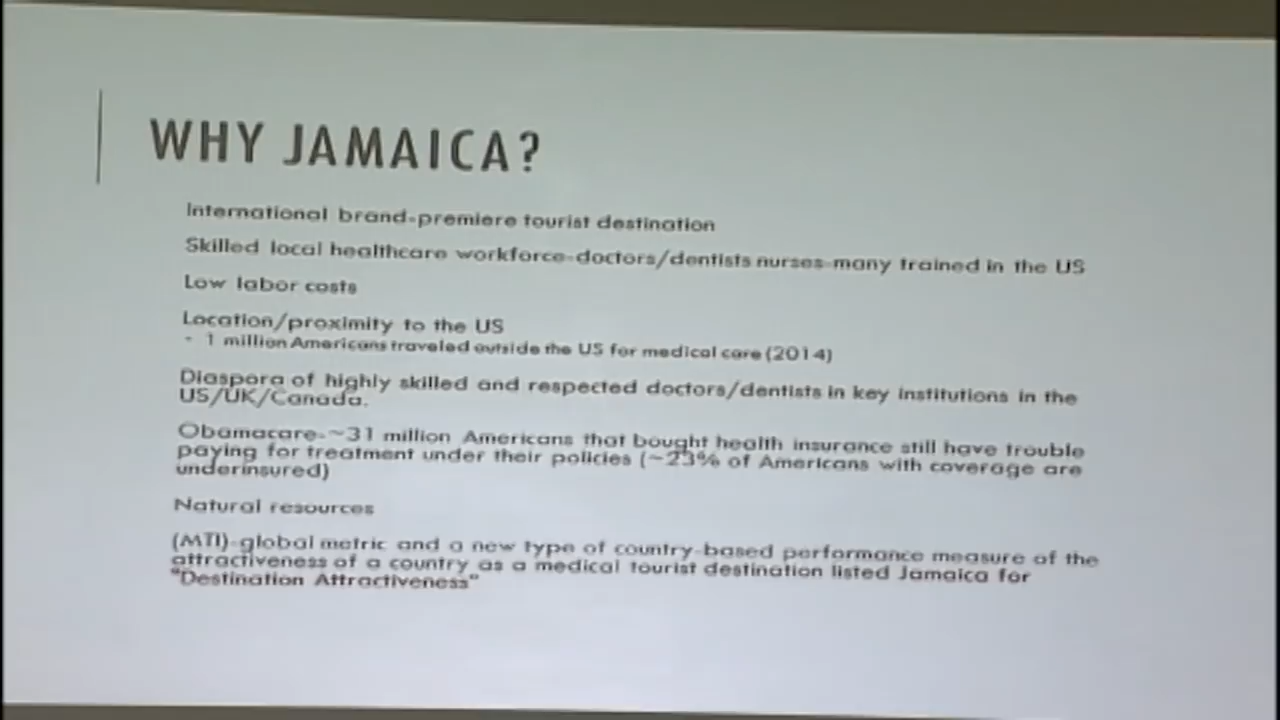 WHY JAMAICA?
International brand-premiere tourist destination
Skilled local healthcare workforce-doctors/dentists nurses-many trained in the US
Low labor costs
Location/proximity to the US
- 1 million Americans traveled outside the US for medical care (2014)
Diaspora of highly skilled and respected doctors/dentists in key institutions in the
US/UK/Canada.
Obamacare-~31 million Americans that bought health insurance still have trouble
paying for treatment under their policies (~23% of Americans with coverage are
underinsured)
Natural resources
(MTI)-global metric and a new type of country-based performance measure of the
attractiveness of a country as a medical tourist destination listed Jamaica for
"Destination Attractiveness"